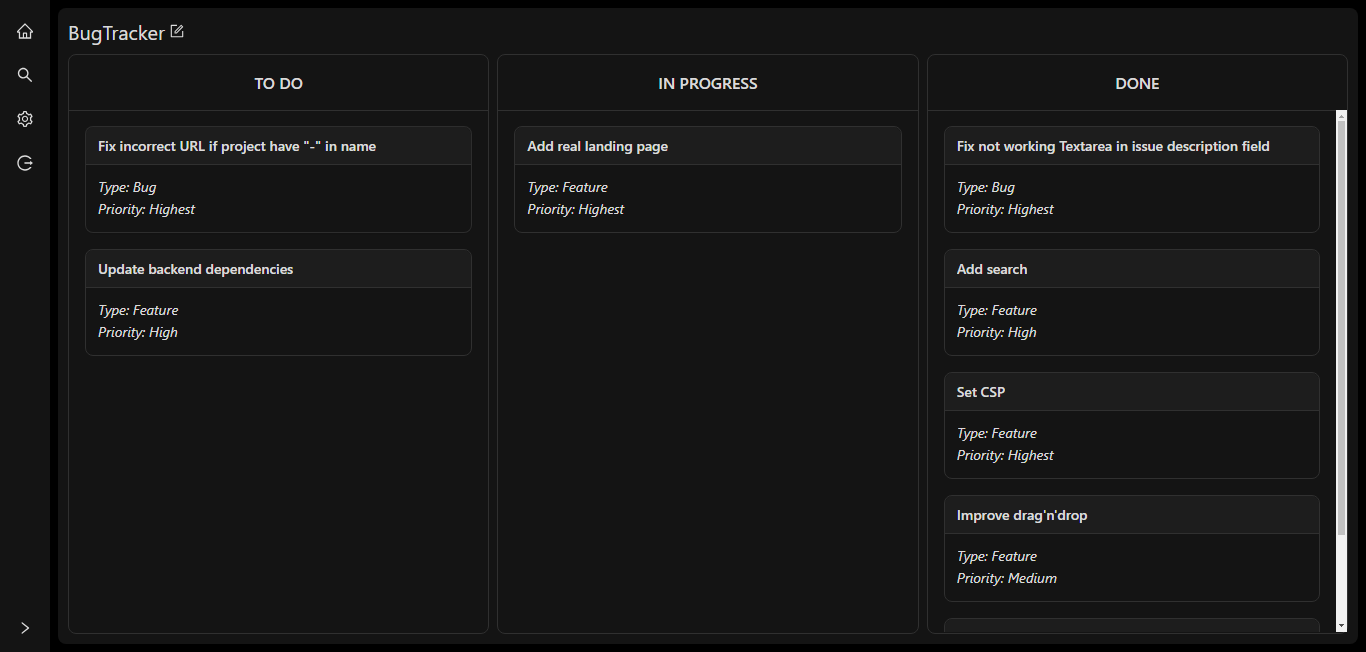 BugTracker
TO DO
Fix incorrect URL if project have "-" in name
Type: Bug
Priority: Highest
Update backend dependencies
Type: Feature
Priority: High
IN PROGRESS
Add real landing page
Type: Feature
Priority: Highest
DONE
Fix not working Textarea in issue description field
Type: Bug
Priority: Highest
Add search
Type: Feature
Priority: High
Set CSP
Type: Feature
Priority: Highest
Improve drag'n'drop
Type: Feature
Priority: Medium